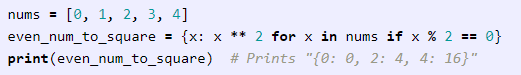 nums = [0, 1, 2, 3, 4]
even_num_to_square = {x: x ** 2 for x in nums if x % 2 == 0}
print(even_num_to_square)  # Prints "{0: 0, 2: 4, 4: 16}"